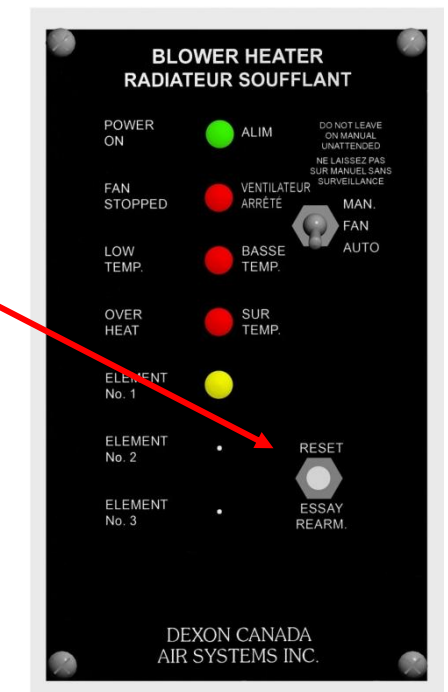 BLOWER HEATER
RADIATEUR SOUFFLANT
POWER
ON
ALIM
DO NOT LEAVE
ON MANUAL
UNATTENDED
NE LAISSEZ PAS
SUR MANUEL SANS
SURVEILLANCE
FAN
STOPPED
VENTILATEUR
ARRÊTÉ
MAN.
FAN
AUTO
LOW
TEMP.
BASSE
TEMP.
OVER
HEAT
SUR
TEMP.
ELEMENT
No. 1
ELEMENT
No. 2
RESET
ESSAY
REARM.
ELEMENT
No. 3
DEXON CANADA
AIR SYSTEMS INC.